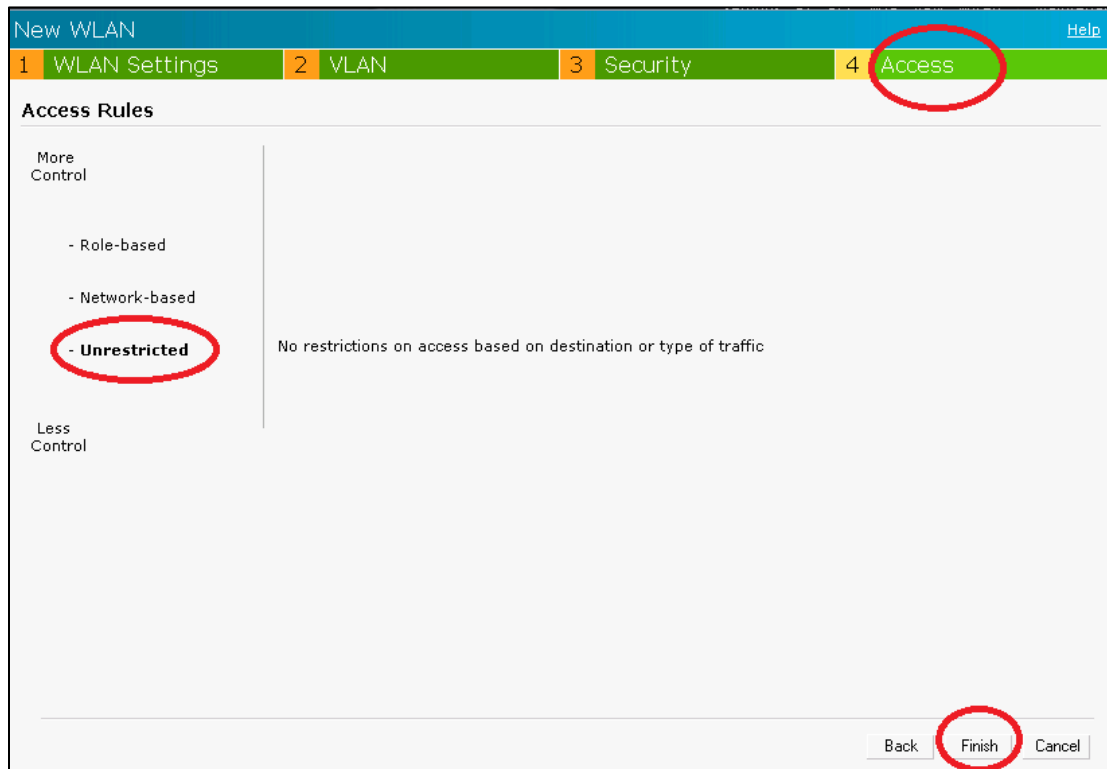 New WLAN
Help
1 WLAN Settings 2 VLAN 3 Security 4 Access
Access Rules
More
Control
- Role-based
- Network-based
- Unrestricted
No restrictions on access based on destination or type of traffic
Less
Control
Back Finish Cancel